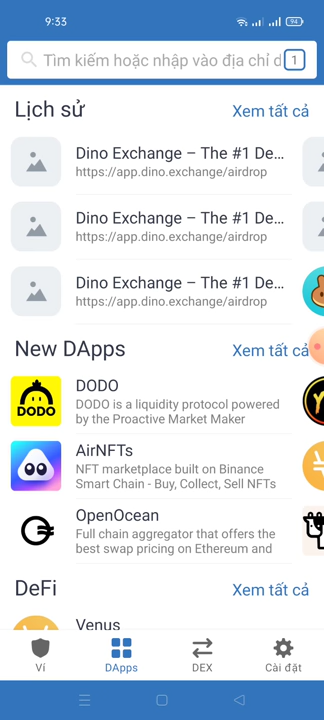 9:33
94
Tìm kiếm hoặc nhập vào địa chỉ d
1
Lịch sử
Xem tất cả
Dino Exchange – The #1 De...
https://app.dino.exchange/airdrop
Dino Exchange – The #1 De...
https://app.dino.exchange/airdrop
Dino Exchange – The #1 De...
https://app.dino.exchange/airdrop
New DApps
Xem tất cả
DODO
DODO
DODO is a liquidity protocol powered
by the Proactive Market Maker
AirNFTs
NFT marketplace built on Binance
Smart Chain - Buy, Collect, Sell NFTs
OpenOcean
Full chain aggregator that offers the
best swap pricing on Ethereum and
DeFi
Xem tất cả
Venus
Ví
DApps
DEX
Cài đặt